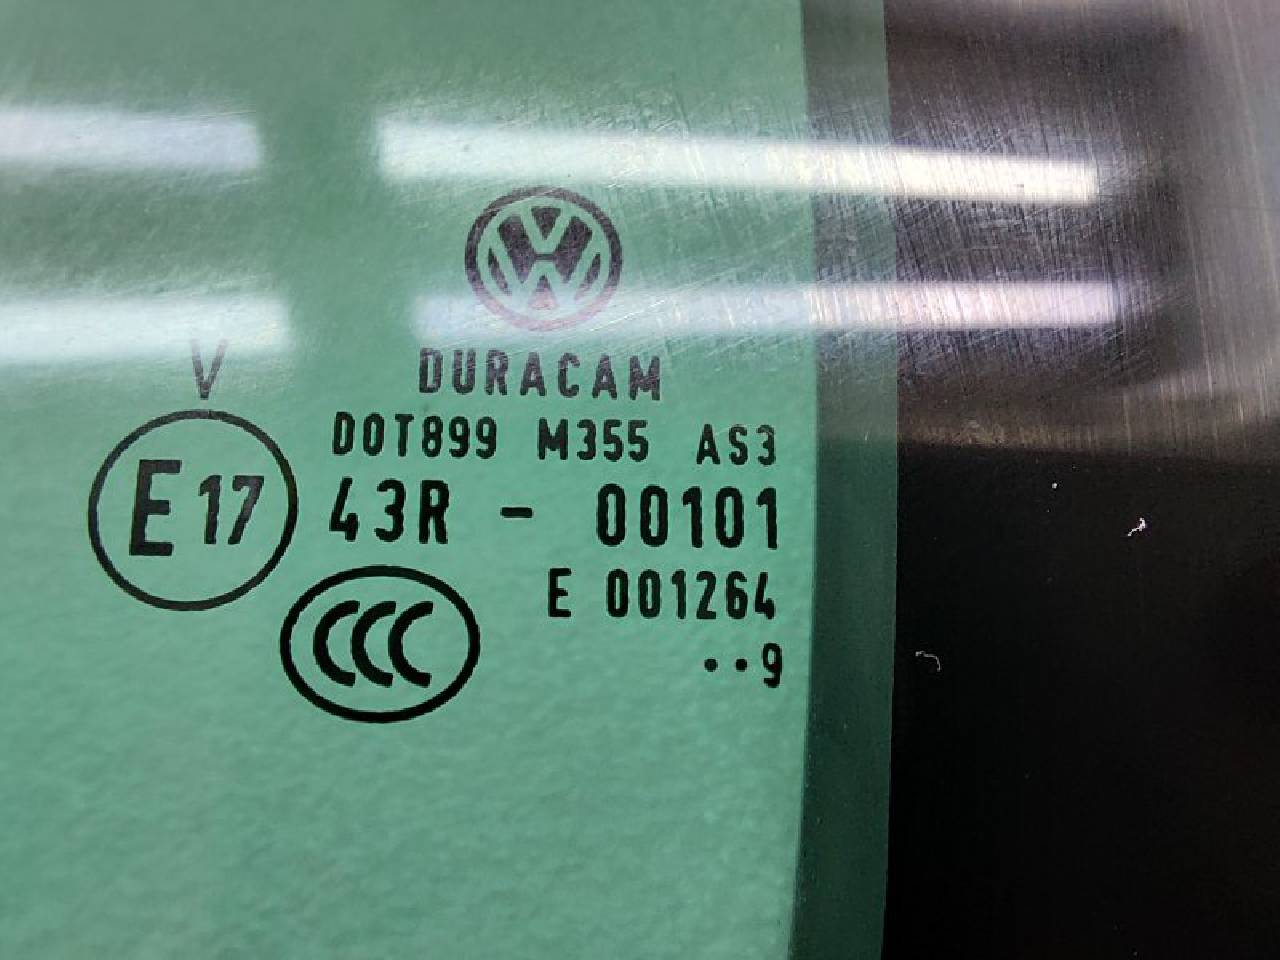 VW
V
DURACAM
DOT899 M355 AS3
E17 43R - 00101
E 001264
CCC
··9